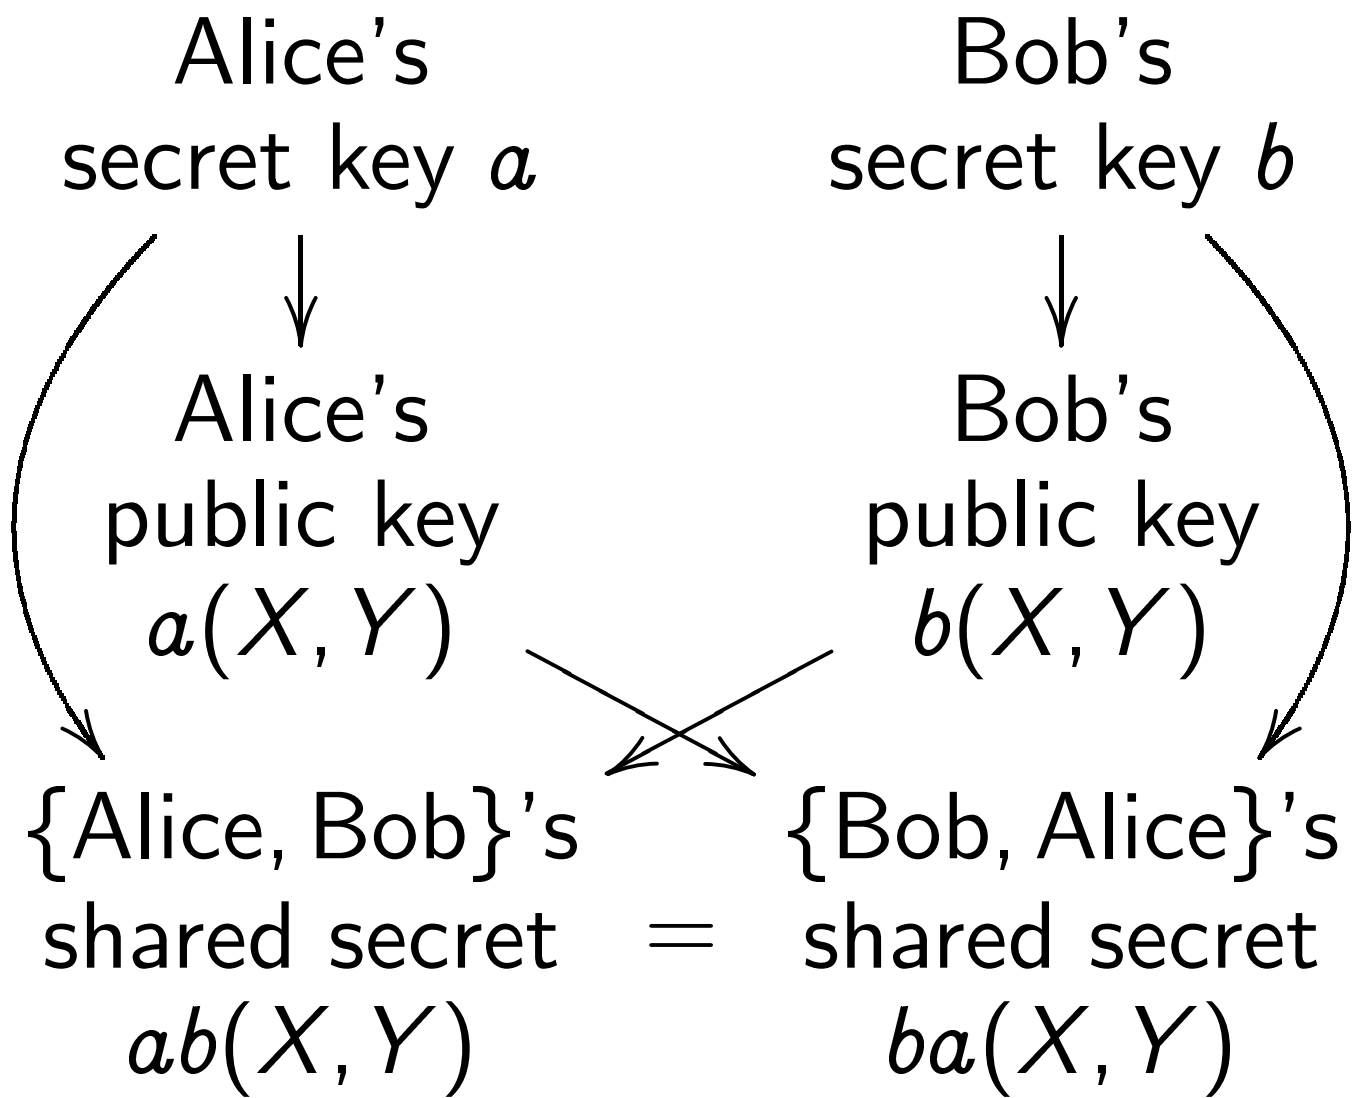 Alice's
secret key a
Bob's
secret key b
Alice's
public key
a(X, Y)
Bob's
public key
b(X, Y)
{Alice, Bob}'s
shared secret
ab(X, Y)
=
{Bob, Alice}'s
shared secret
ba(X, Y)